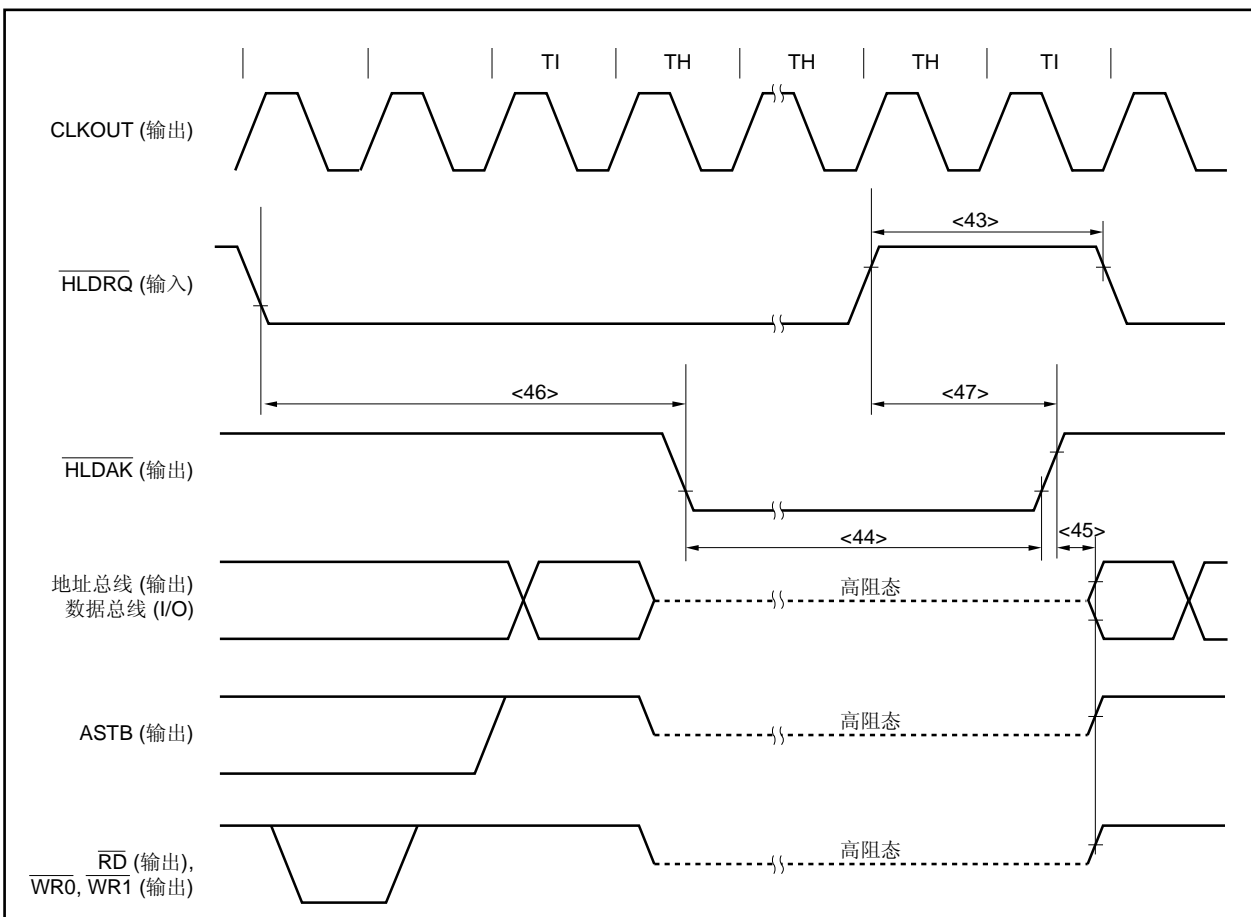 TI TH TH TH TI
CLKOUT (输出)
<43>
HLDRQ (输入)
<46> <47>
HLDAK (输出)
<44> <45>
地址总线 (输出)
数据总线 (I/O)
高阻态
ASTB (输出)
高阻态
RD (输出),
WR0, WR1 (输出)
高阻态